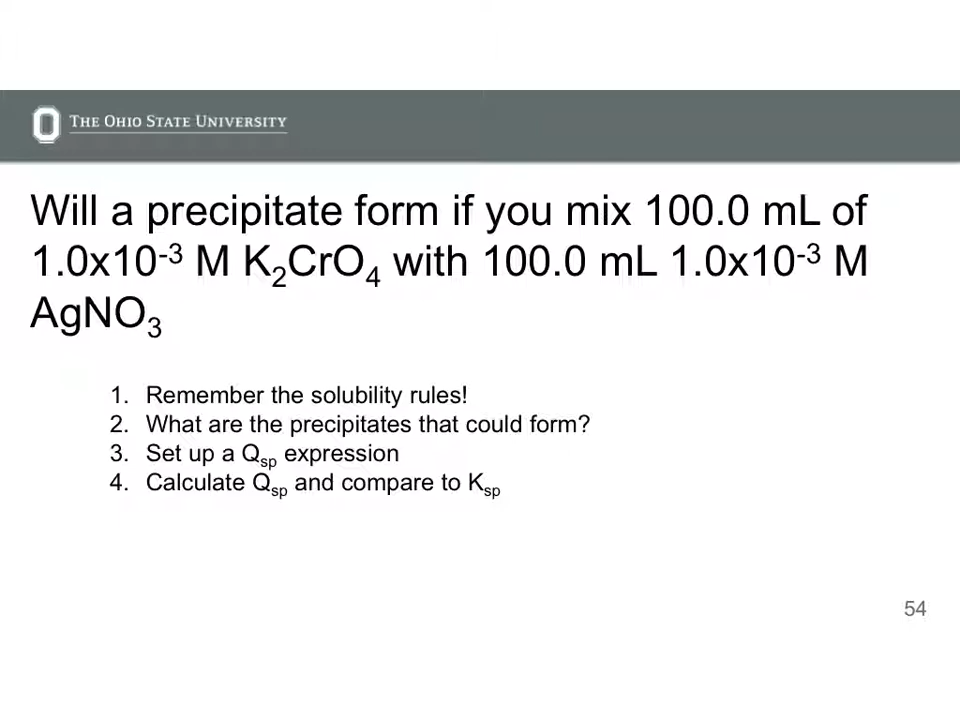 THE OHIO STATE UNIVERSITY
Will a precipitate form if you mix 100.0 mL of
1.0x10⁻³ M K₂CrO₄ with 100.0 mL 1.0x10⁻³ M
AgNO₃
1. Remember the solubility rules!
2. What are the precipitates that could form?
3. Set up a Qsp expression
4. Calculate Qsp and compare to Ksp
54